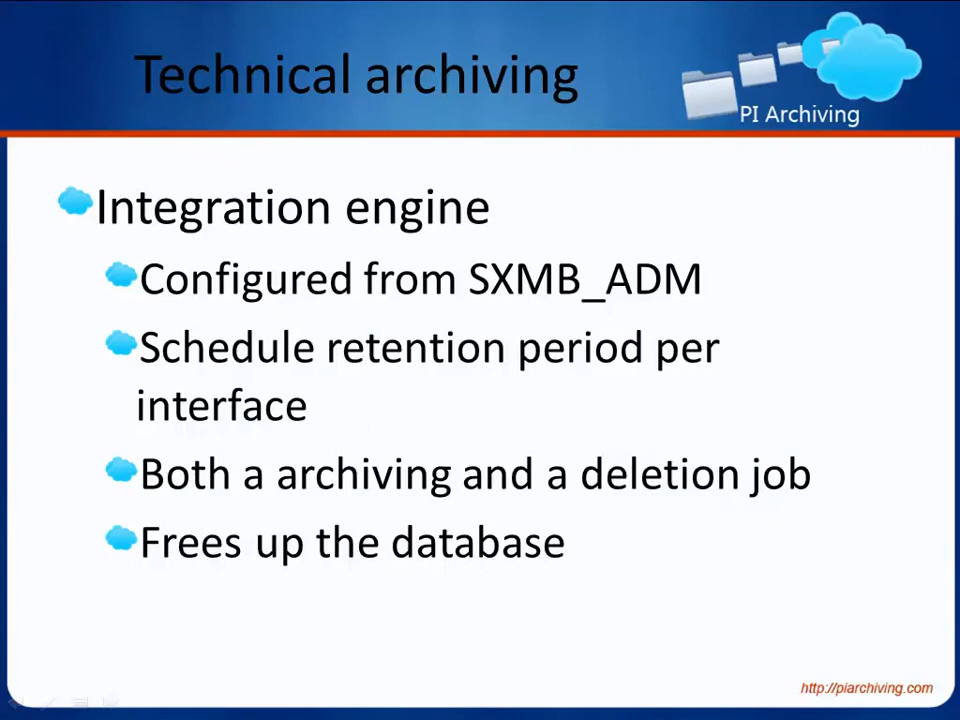 Technical archiving
PI Archiving
Integration engine
Configured from SXMB_ADM
Schedule retention period per
interface
Both a archiving and a deletion job
Frees up the database
http://piarchiving.com